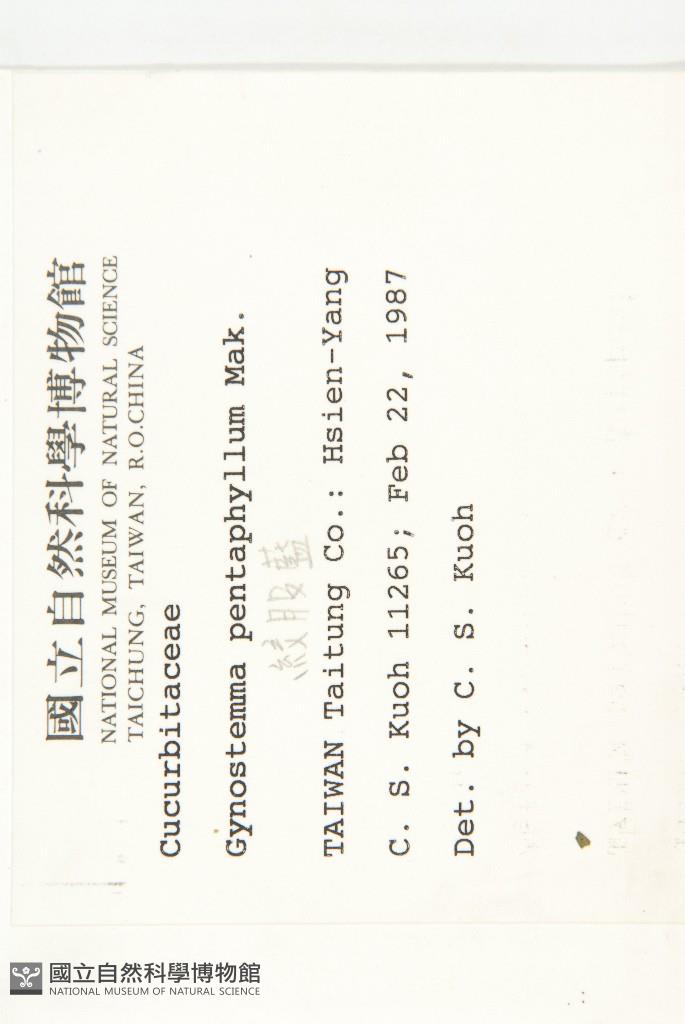 國立自然科學博物館
NATIONAL MUSEUM OF NATURAL SCIENCE
TAICHUNG, TAIWAN, R.O.CHINA
Cucurbitaceae
Gynostemma pentaphyllum Mak.
絞股藍
TAIWAN Taitung Co.: Hsien-Yang
C. S. Kuoh 11265; Feb 22, 1987
Det. by C. S. Kuoh
國立自然科學博物館
NATIONAL MUSEUM OF NATURAL SCIENCE